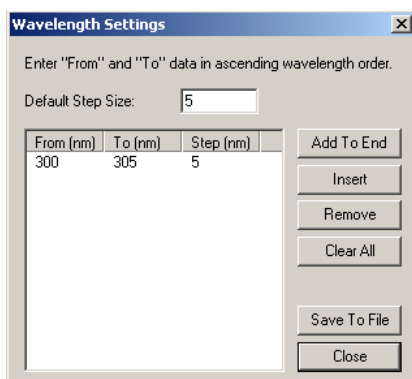 Wavelength Settings
Enter "From" and "To" data in ascending wavelength order.
Default Step Size: 5
From (nm) To (nm) Step (nm)
300 305 5
Add To End
Insert
Remove
Clear All
Save To File
Close